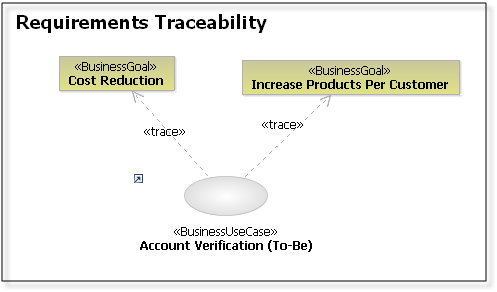 Requirements Traceability
«BusinessGoal»
Cost Reduction
«BusinessGoal»
Increase Products Per Customer
«trace»
«trace»
«BusinessUseCase»
Account Verification (To-Be)